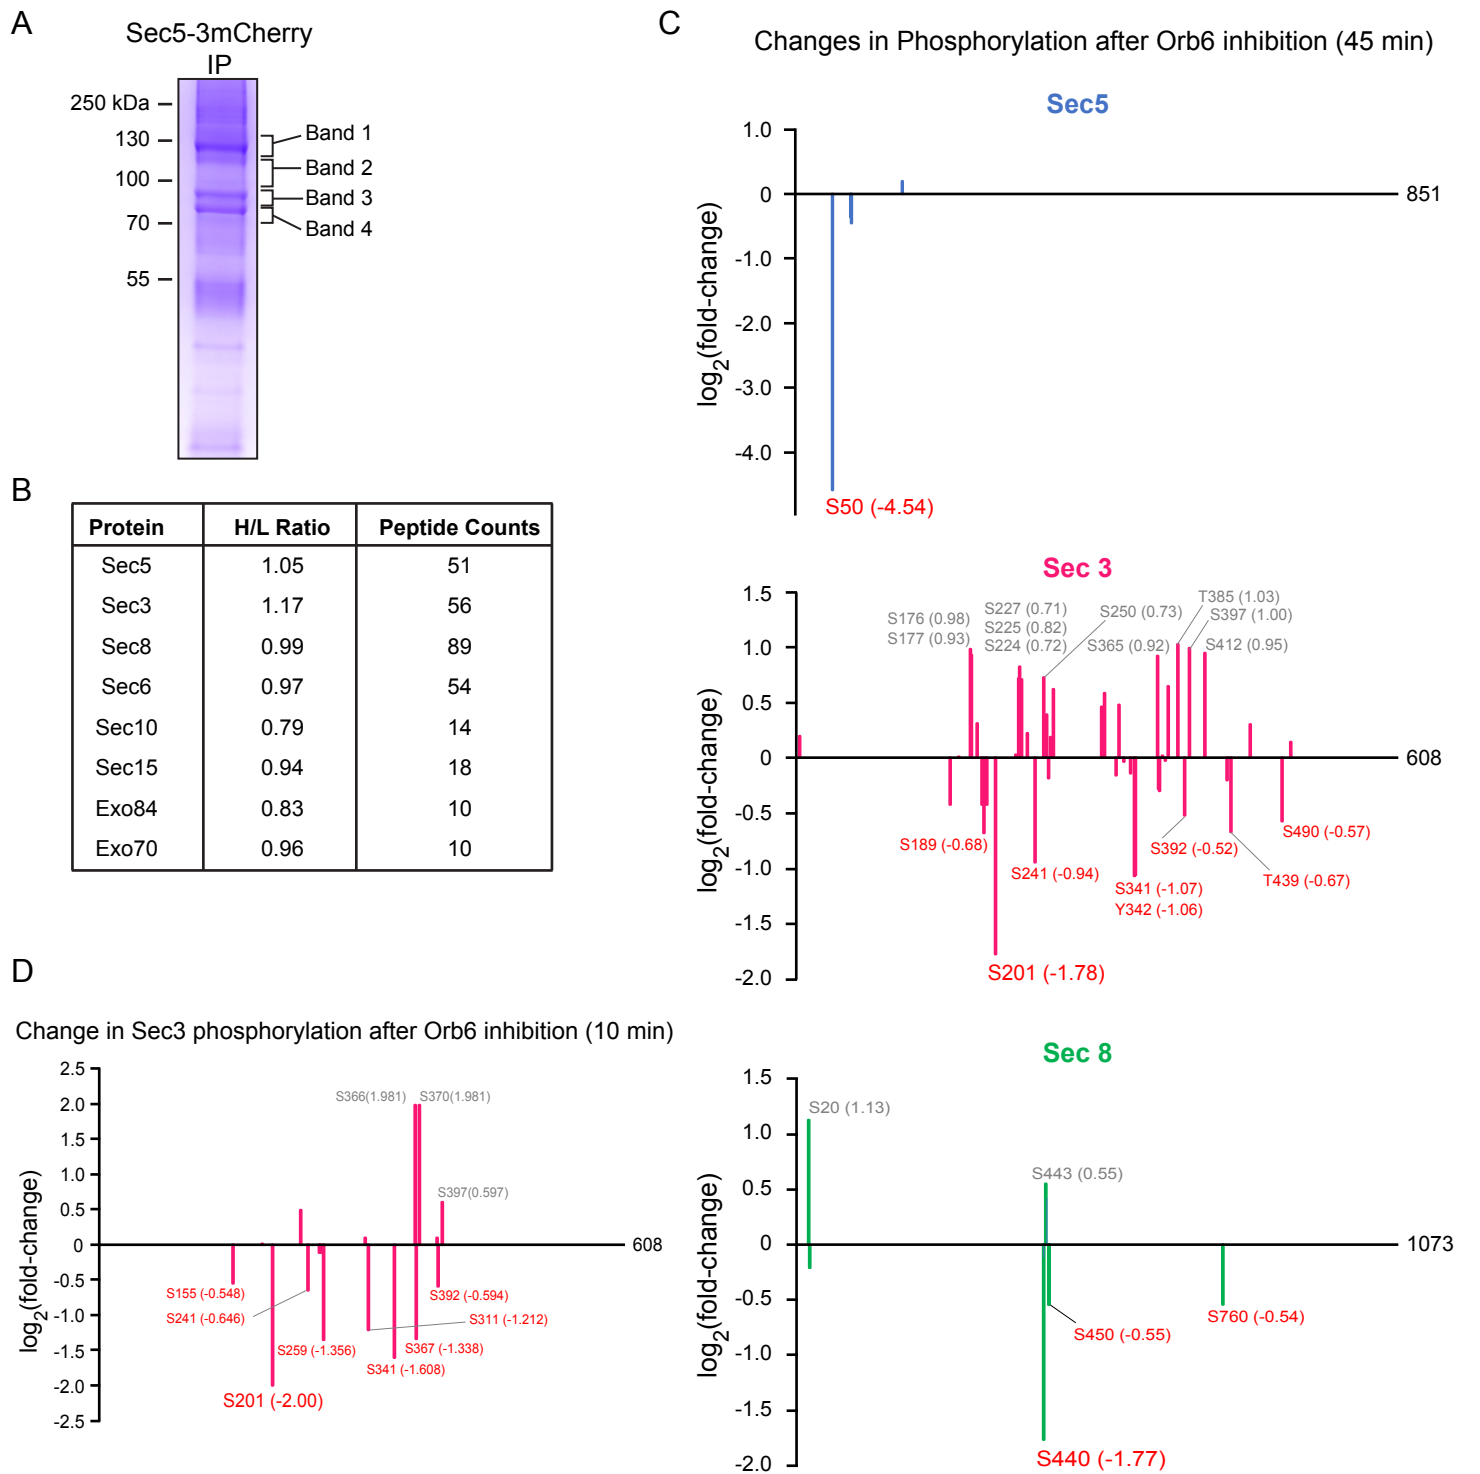 A
Sec5-3mCherry
IP
250 kDa
130
100
70
55
Band 1
Band 2
Band 3
Band 4
B
Protein H/L Ratio Peptide Counts
Sec5 1.05 51
Sec3 1.17 56
Sec8 0.99 89
Sec6 0.97 54
Sec10 0.79 14
Sec15 0.94 18
Exo84 0.83 10
Exo70 0.96 10
C
Changes in Phosphorylation after Orb6 inhibition (45 min)
Sec5
log2(fold-change)
1.0
0
-1.0
-2.0
-3.0
-4.0
851
S50 (-4.54)
Sec 3
log2(fold-change)
1.5
1.0
0.5
0
-0.5
-1.0
-1.5
-2.0
608
S176 (0.98)
S177 (0.93)
S227 (0.71)
S225 (0.82)
S224 (0.72)
S250 (0.73)
S365 (0.92)
T385 (1.03)
S397 (1.00)
S412 (0.95)
S189 (-0.68)
S201 (-1.78)
S241 (-0.94)
S341 (-1.07)
Y342 (-1.06)
S392 (-0.52)
T439 (-0.67)
S490 (-0.57)
Sec 8
log2(fold-change)
1.5
1.0
0.5
0
-0.5
-1.0
-1.5
-2.0
1073
S20 (1.13)
S443 (0.55)
S450 (-0.55)
S760 (-0.54)
S440 (-1.77)
D
Change in Sec3 phosphorylation after Orb6 inhibition (10 min)
log2(fold-change)
2.5
2.0
1.5
1.0
0.5
0
-0.5
-1.0
-1.5
-2.0
-2.5
608
S366(1.981)
S370(1.981)
S397(0.597)
S155 (-0.548)
S241 (-0.646)
S259 (-1.356)
S201 (-2.00)
S392 (-0.594)
S311 (-1.212)
S367 (-1.338)
S341 (-1.608)